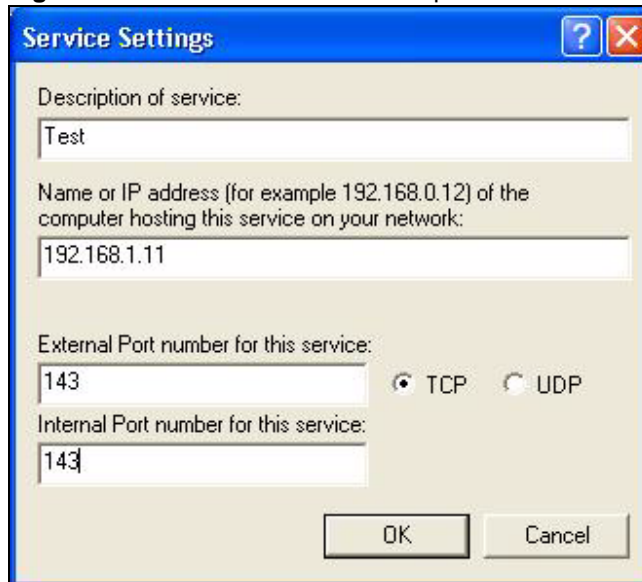 Service Settings
Description of service:
Test
Name or IP address (for example 192.168.0.12) of the
computer hosting this service on your network:
192.168.1.11
External Port number for this service:
143
TCP
UDP
Internal Port number for this service:
143
OK
Cancel